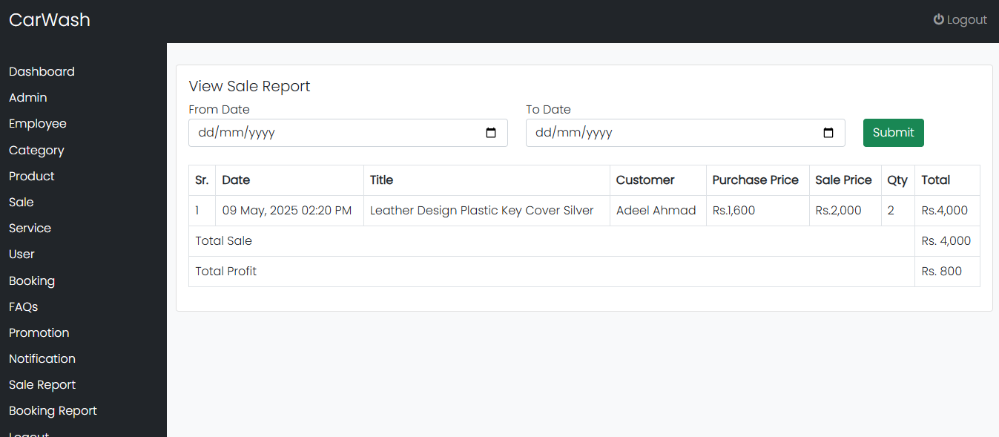 CarWash
Logout
Dashboard
Admin
Employee
Category
Product
Sale
Service
User
Booking
FAQs
Promotion
Notification
Sale Report
Booking Report
Logout
View Sale Report
From Date
To Date
dd/mm/yyyy
dd/mm/yyyy
Submit
Sr. Date Title Customer Purchase Price Sale Price Qty Total
1 09 May, 2025 02:20 PM Leather Design Plastic Key Cover Silver Adeel Ahmad Rs.1,600 Rs.2,000 2 Rs.4,000
Total Sale Rs. 4,000
Total Profit Rs. 800